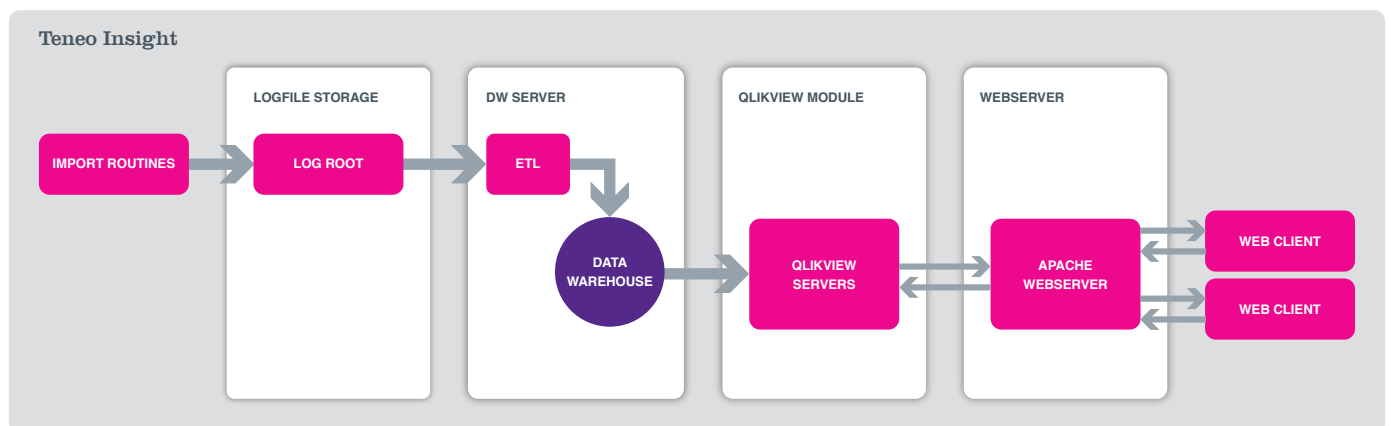 Teneo Insight
LOGFILE STORAGE
DW SERVER
QLIKVIEW MODULE
WEBSERVER
IMPORT ROUTINES
LOG ROOT
ETL
DATA
WAREHOUSE
QLIKVIEW
SERVERS
APACHE
WEBSERVER
WEB CLIENT
WEB CLIENT